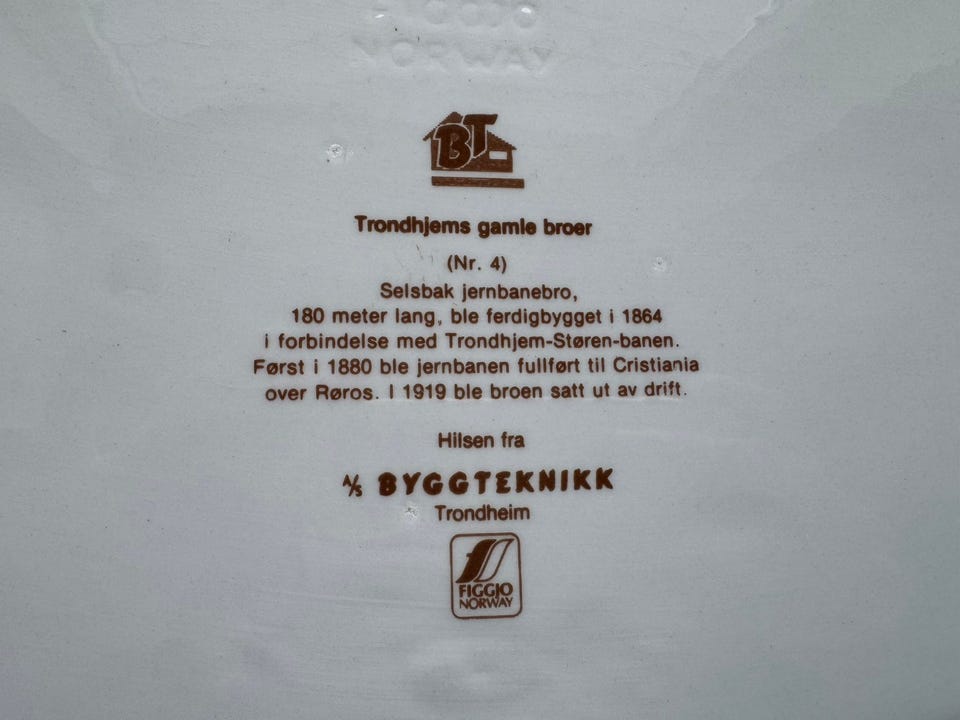 FIGGJO
NORWAY
BT
Trondhjems gamle broer
(Nr. 4)
Selsbak jernbanebro,
180 meter lang, ble ferdigbygget i 1864
i forbindelse med Trondhjem-Støren-banen.
Først i 1880 ble jernbanen fullført til Cristiania
over Røros. I 1919 ble broen satt ut av drift.
Hilsen fra
A/S BYGGTEKNIKK
Trondheim
FIGGJO
NORWAY